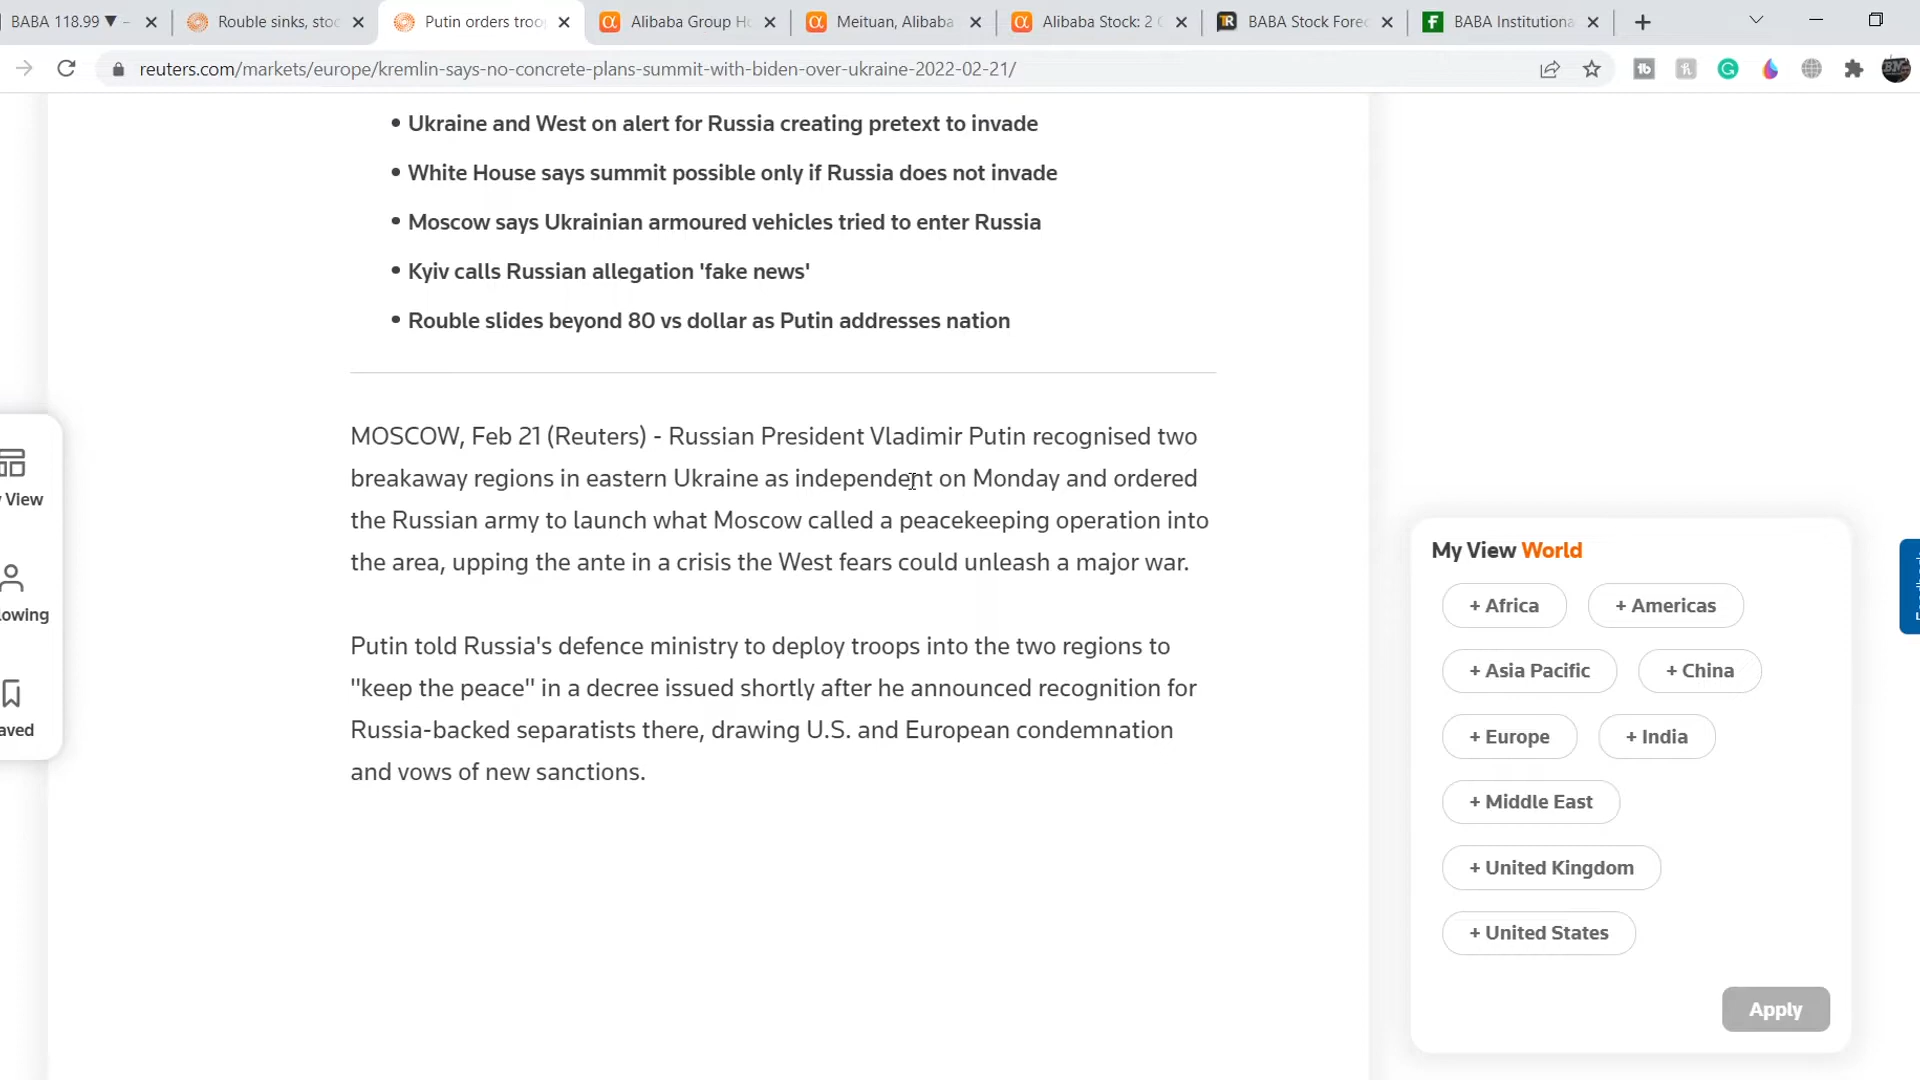 BABA 118.99 ▼ –
Rouble sinks, stoc
Putin orders troo
Alibaba Group Ho
Meituan, Alibaba
Alibaba Stock: 2 C
BABA Stock Forec
BABA Institutiona
reuters.com/markets/europe/kremlin-says-no-concrete-plans-summit-with-biden-over-ukraine-2022-02-21/
• Ukraine and West on alert for Russia creating pretext to invade
• White House says summit possible only if Russia does not invade
• Moscow says Ukrainian armoured vehicles tried to enter Russia
• Kyiv calls Russian allegation 'fake news'
• Rouble slides beyond 80 vs dollar as Putin addresses nation
MOSCOW, Feb 21 (Reuters) - Russian President Vladimir Putin recognised two
breakaway regions in eastern Ukraine as independent on Monday and ordered
the Russian army to launch what Moscow called a peacekeeping operation into
the area, upping the ante in a crisis the West fears could unleash a major war.
Putin told Russia's defence ministry to deploy troops into the two regions to
"keep the peace" in a decree issued shortly after he announced recognition for
Russia-backed separatists there, drawing U.S. and European condemnation
and vows of new sanctions.
y View
lowing
aved
My View World
+ Africa
+ Americas
+ Asia Pacific
+ China
+ Europe
+ India
+ Middle East
+ United Kingdom
+ United States
Apply